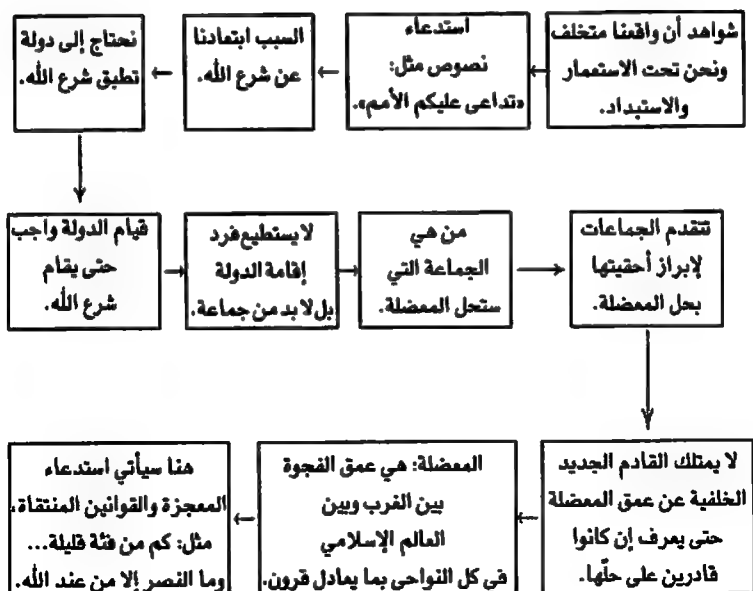 شواهد أن واقعنا متخلف
ونحن تحت الاستعمار
والاستبداد.
استدعاء
نصوص مثل:
«تداعى عليكم الأمم».
السبب ابتعادنا
عن شرع الله.
نحتاج إلى دولة
تطبق شرع الله.
قيام الدولة واجب
حتى يقام
شرع الله.
لا يستطيع فرد
إقامة الدولة
بل لا بد من جماعة.
من هي
الجماعة التي
ستحل المعضلة.
تتقدم الجماعات
لإبراز أحقيتها
بحل المعضلة.
لا يمتلك القادم الجديد
الخلفية عن عمق المعضلة
حتى يعرف إن كانوا
قادرين على حلّها.
المعضلة: هي عمق الفجوة
بين الغرب وبين
العالم الإسلامي
في كل النواحي بما يعادل قرون.
هنا سيأتي استدعاء
المعجزة والقوانين المنتقاة،
مثل: كم من فئة قليلة...
وما النصر إلا من عند الله.